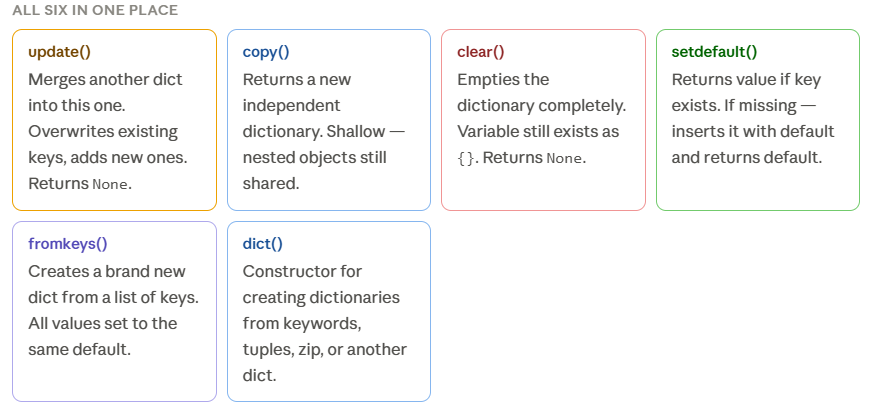 ALL SIX IN ONE PLACE
update()
Merges another dict
into this one.
Overwrites existing
keys, adds new ones.
Returns None.
copy()
Returns a new
independent
dictionary. Shallow —
nested objects still
shared.
clear()
Empties the
dictionary completely.
Variable still exists as
{}. Returns None.
setdefault()
Returns value if key
exists. If missing —
inserts it with default
and returns default.
fromkeys()
Creates a brand new
dict from a list of keys.
All values set to the
same default.
dict()
Constructor for
creating dictionaries
from keywords,
tuples, zip, or another
dict.